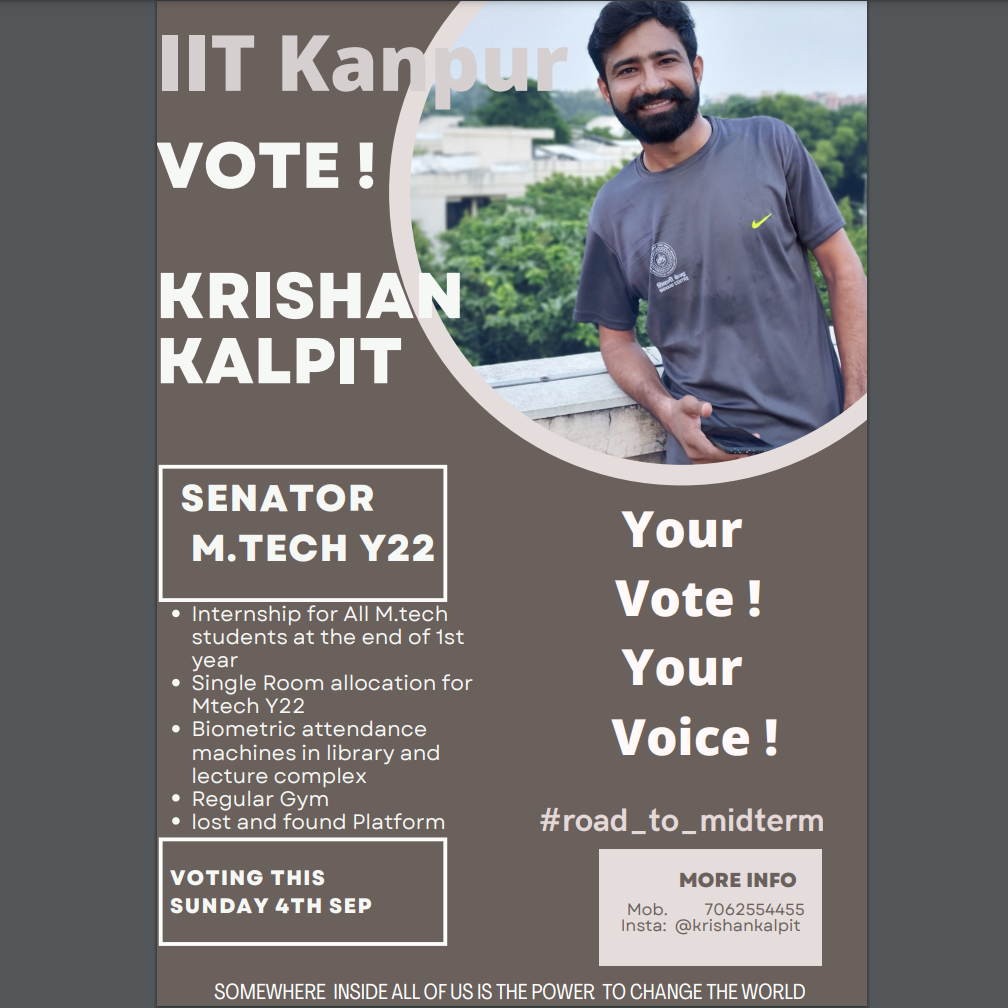 IIT Kanpur
VOTE !
KRISHAN
KALPIT
SENATOR
M.TECH Y22
• Internship for All M.tech
students at the end of 1st
year
• Single Room allocation for
Mtech Y22
• Biometric attendance
machines in library and
lecture complex
• Regular Gym
• lost and found Platform
VOTING THIS
SUNDAY 4TH SEP
Your
Vote !
Your
Voice !
#road_to_midterm
MORE INFO
Mob. 7062554455
Insta: @krishankalpit
SOMEWHERE INSIDE ALL OF US IS THE POWER TO CHANGE THE WORLD